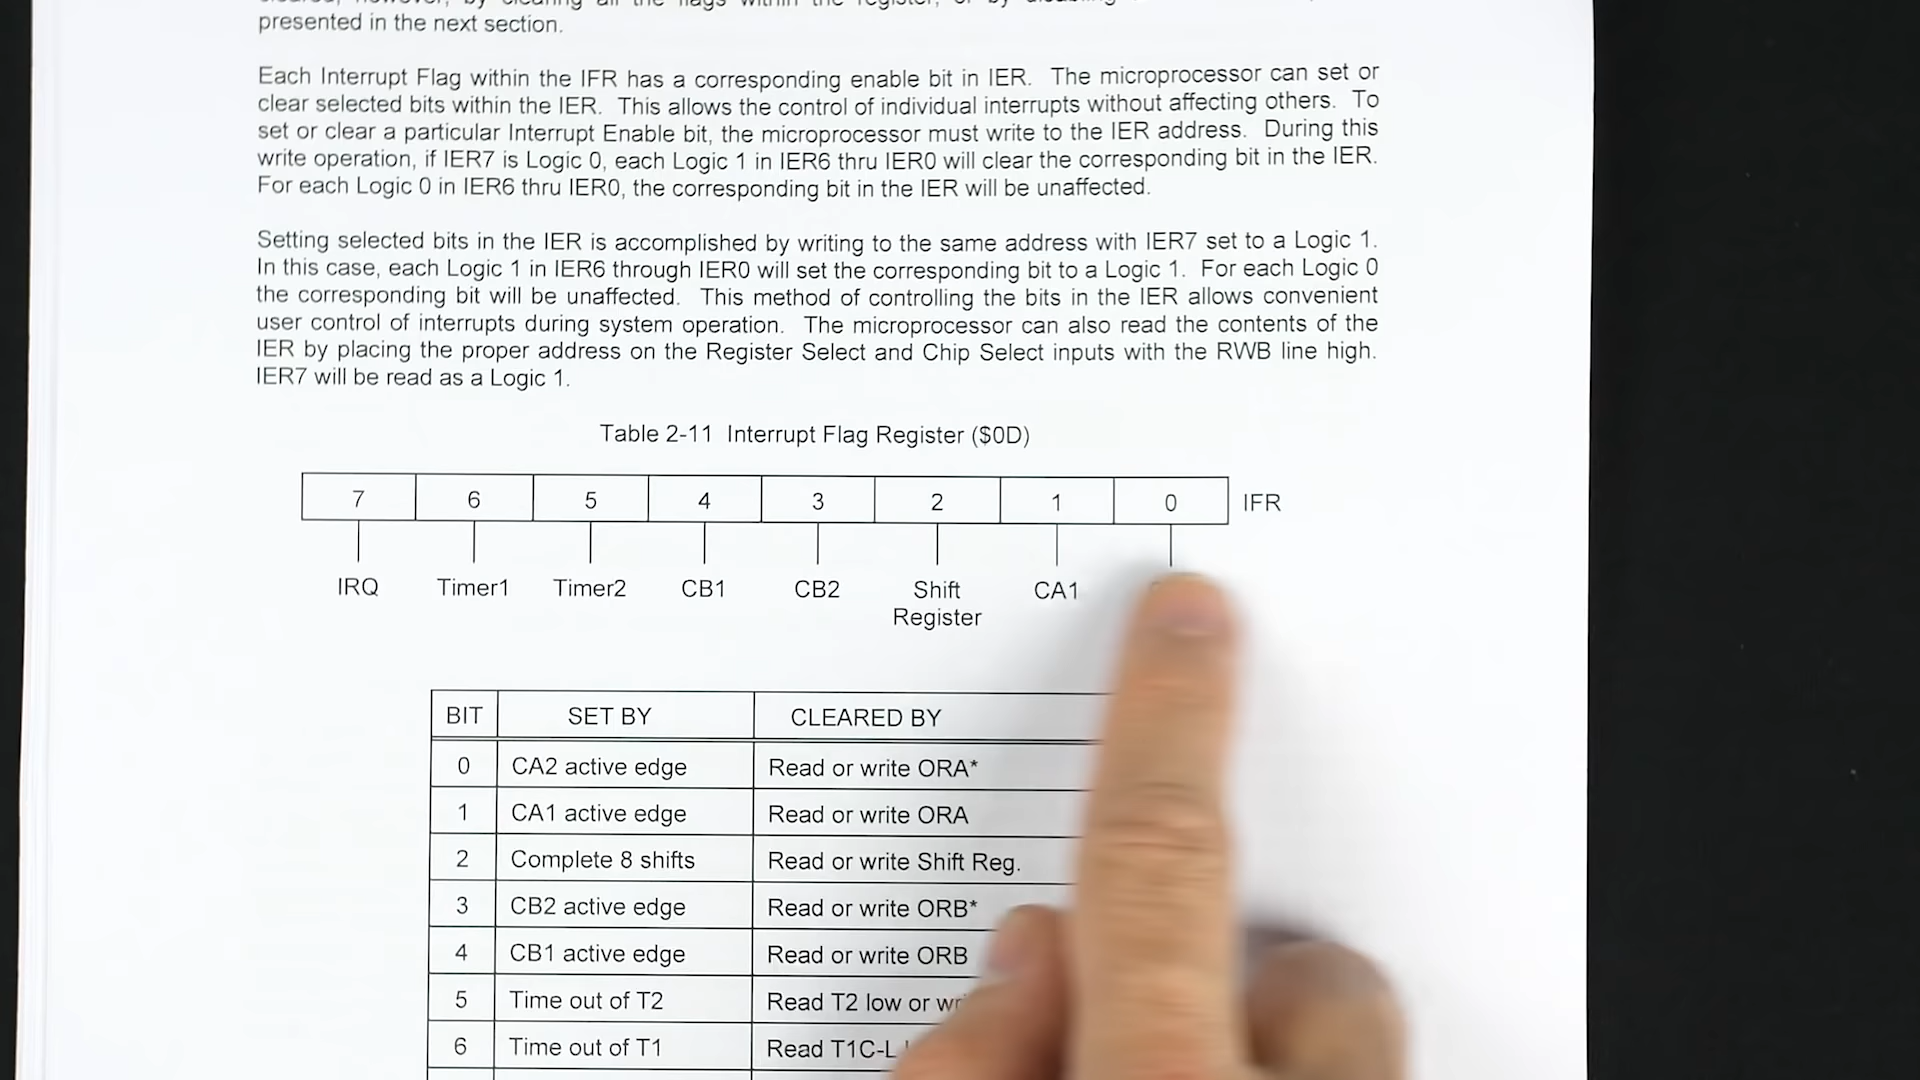 presented in the next section.
Each Interrupt Flag within the IFR has a corresponding enable bit in IER. The microprocessor can set or
clear selected bits within the IER. This allows the control of individual interrupts without affecting others. To
set or clear a particular Interrupt Enable bit, the microprocessor must write to the IER address. During this
write operation, if IER7 is Logic 0, each Logic 1 in IER6 thru IER0 will clear the corresponding bit in the IER.
For each Logic 0 in IER6 thru IER0, the corresponding bit in the IER will be unaffected.
Setting selected bits in the IER is accomplished by writing to the same address with IER7 set to a Logic 1.
In this case, each Logic 1 in IER6 through IER0 will set the corresponding bit to a Logic 1. For each Logic 0
the corresponding bit will be unaffected. This method of controlling the bits in the IER allows convenient
user control of interrupts during system operation. The microprocessor can also read the contents of the
IER by placing the proper address on the Register Select and Chip Select inputs with the RWB line high.
IER7 will be read as a Logic 1.
Table 2-11 Interrupt Flag Register ($0D)
7 6 5 4 3 2 1 0 IFR
IRQ Timer1 Timer2 CB1 CB2 Shift CA1
Register
BIT SET BY CLEARED BY
0 CA2 active edge Read or write ORA*
1 CA1 active edge Read or write ORA
2 Complete 8 shifts Read or write Shift Reg.
3 CB2 active edge Read or write ORB*
4 CB1 active edge Read or write ORB
5 Time out of T2 Read T2 low or
6 Time out of T1 Read T1C-L